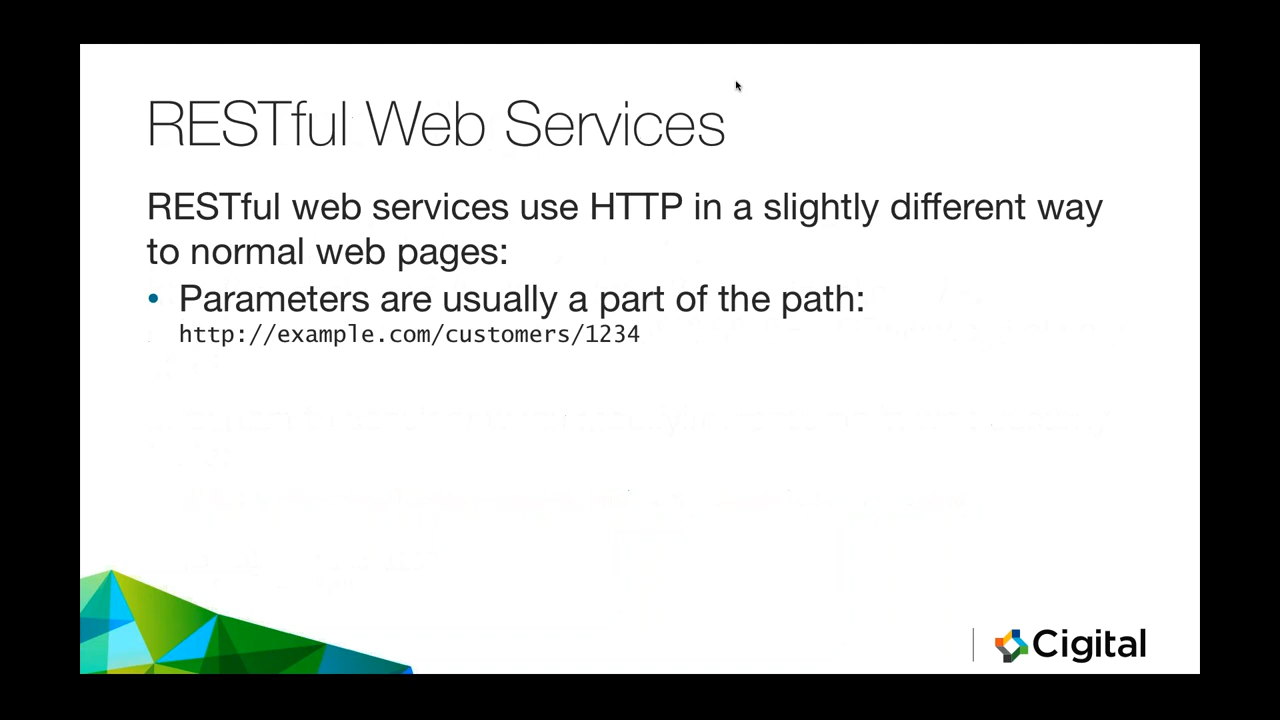 RESTful Web Services
RESTful web services use HTTP in a slightly different way
to normal web pages:
• Parameters are usually a part of the path:
http://example.com/customers/1234
Cigital